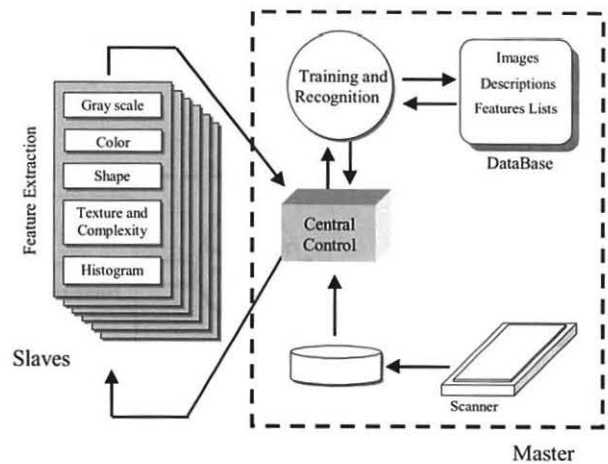 Feature Extraction
Gray scale
Color
Shape
Texture and
Complexity
Histogram
Slaves
Training and
Recognition
Images
Descriptions
Features Lists
DataBase
Central
Control
Scanner
Master